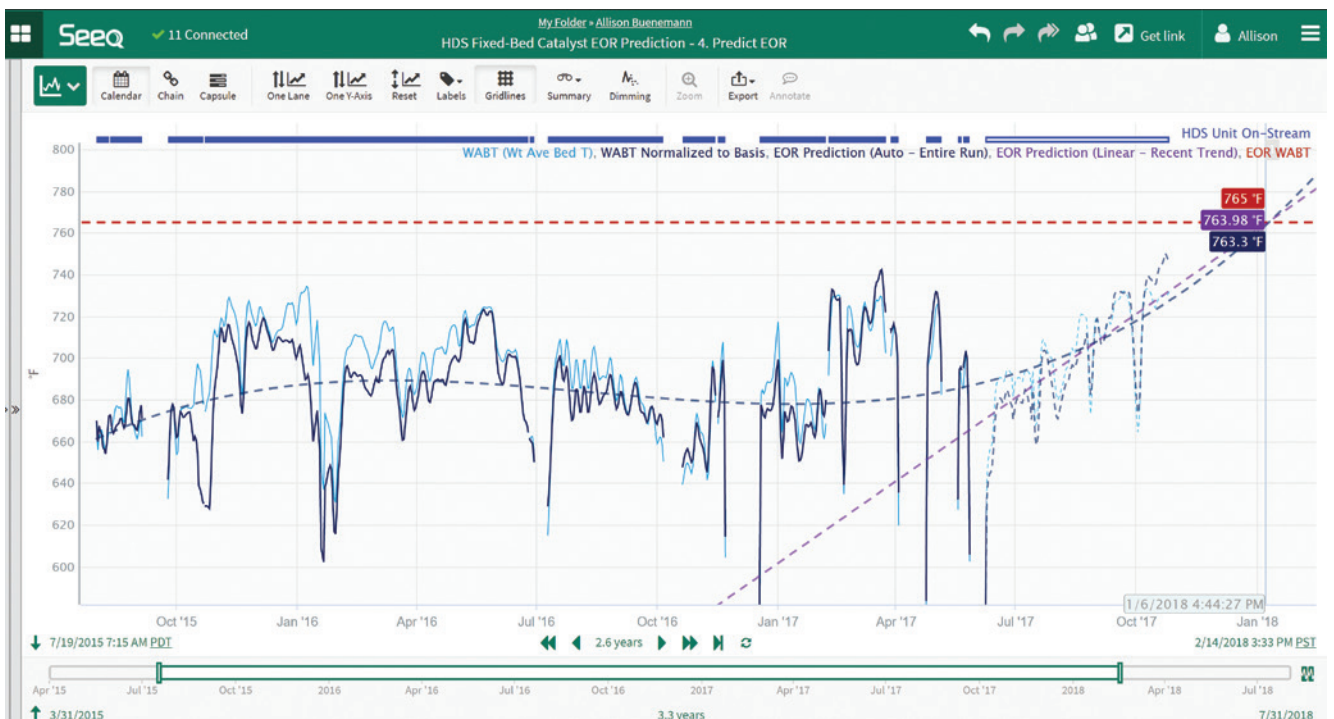 Seeq
11 Connected
My Folder » Allison Buenemann
HDS Fixed-Bed Catalyst EOR Prediction - 4. Predict EOR
Get link
Allison
Calendar Chain Capsule One Lane One Y-Axis Reset Labels Gridlines Summary Dimming Zoom Export Annotate
HDS Unit On-Stream
WABT (Wt Ave Bed T), WABT Normalized to Basis, EOR Prediction (Auto - Entire Run), EOR Prediction (Linear - Recent Trend), EOR WABT
800
780
760
740
720
700
680
660
640
620
600
°F
765 °F
763.98 °F
763.3 °F
1/6/2018 4:44:27 PM
Oct '15 Jan '16 Apr '16 Jul '16 Oct '16 Jan '17 Apr '17 Jul '17 Oct '17 Jan '18
7/19/2015 7:15 AM PDT
2.6 years
2/14/2018 3:33 PM PST
Apr '15 Jul '15 Oct '15 2016 Apr '16 Jul '16 Oct '16 2017 Apr '17 Jul '17 Oct '17 2018 Apr '18 Jul '18
3/31/2015
3.3 years
7/31/2018